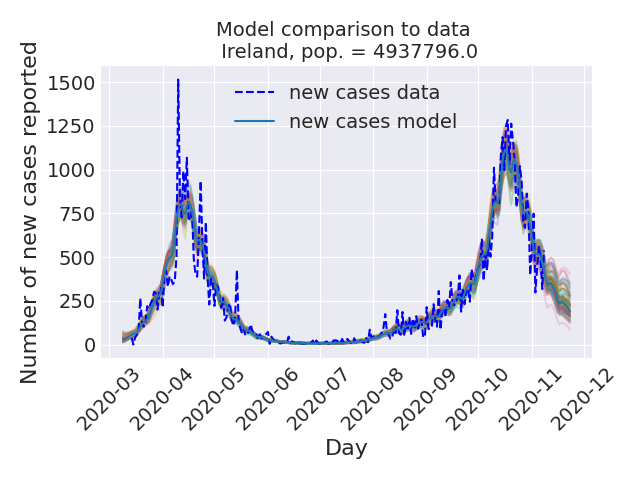 Model comparison to data
Ireland, pop. = 4937796.0
Number of new cases reported
1500
1250
1000
750
500
250
0
new cases data
new cases model
2020-03
2020-04
2020-05
2020-06
2020-07
2020-08
2020-09
2020-10
2020-11
2020-12
Day